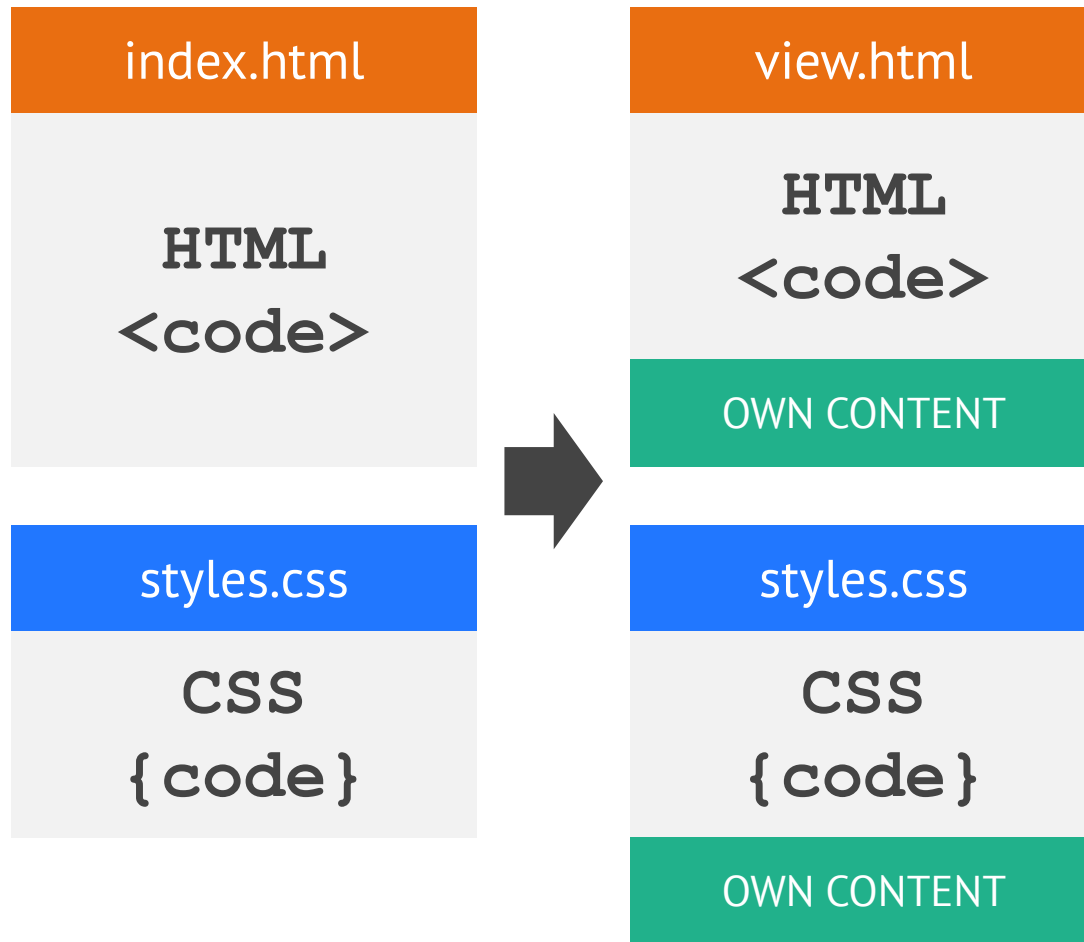 index.html
HTML
<code>
styles.css
CSS
{code}
view.html
HTML
<code>
OWN CONTENT
styles.css
CSS
{code}
OWN CONTENT